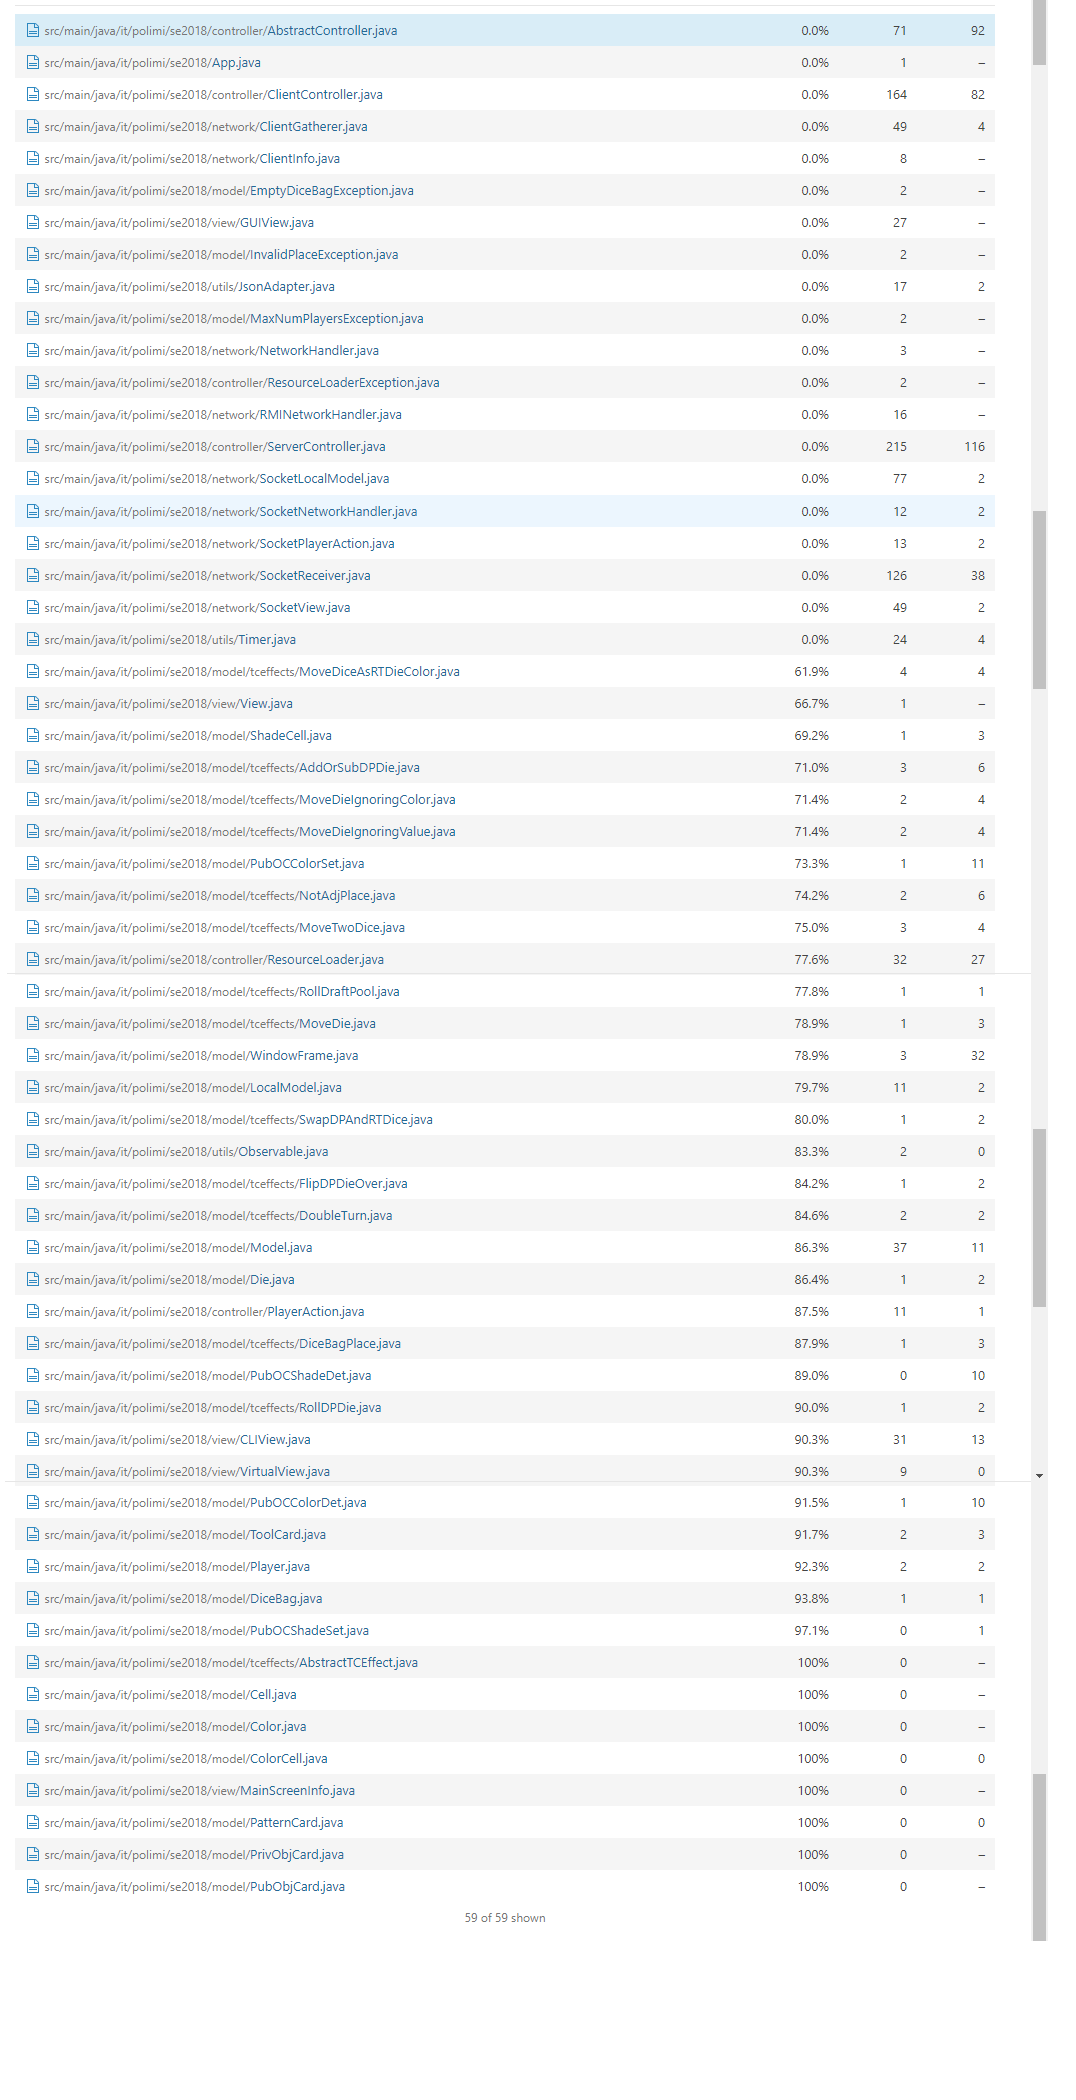 src/main/java/it/polimi/se2018/controller/AbstractController.java 0.0% 71 92
src/main/java/it/polimi/se2018/App.java 0.0% 1 –
src/main/java/it/polimi/se2018/controller/ClientController.java 0.0% 164 82
src/main/java/it/polimi/se2018/network/ClientGatherer.java 0.0% 49 4
src/main/java/it/polimi/se2018/network/ClientInfo.java 0.0% 8 –
src/main/java/it/polimi/se2018/model/EmptyDiceBagException.java 0.0% 2 –
src/main/java/it/polimi/se2018/view/GUIView.java 0.0% 27 –
src/main/java/it/polimi/se2018/model/InvalidPlaceException.java 0.0% 2 –
src/main/java/it/polimi/se2018/utils/JsonAdapter.java 0.0% 17 2
src/main/java/it/polimi/se2018/model/MaxNumPlayersException.java 0.0% 2 –
src/main/java/it/polimi/se2018/network/NetworkHandler.java 0.0% 3 –
src/main/java/it/polimi/se2018/controller/ResourceLoaderException.java 0.0% 2 –
src/main/java/it/polimi/se2018/network/RMINetworkHandler.java 0.0% 16 –
src/main/java/it/polimi/se2018/controller/ServerController.java 0.0% 215 116
src/main/java/it/polimi/se2018/network/SocketLocalModel.java 0.0% 77 2
src/main/java/it/polimi/se2018/network/SocketNetworkHandler.java 0.0% 12 2
src/main/java/it/polimi/se2018/network/SocketPlayerAction.java 0.0% 13 2
src/main/java/it/polimi/se2018/network/SocketReceiver.java 0.0% 126 38
src/main/java/it/polimi/se2018/network/SocketView.java 0.0% 49 2
src/main/java/it/polimi/se2018/utils/Timer.java 0.0% 24 4
src/main/java/it/polimi/se2018/model/tceffects/MoveDiceAsRTDieColor.java 61.9% 4 4
src/main/java/it/polimi/se2018/view/View.java 66.7% 1 –
src/main/java/it/polimi/se2018/model/ShadeCell.java 69.2% 1 3
src/main/java/it/polimi/se2018/model/tceffects/AddOrSubDPDie.java 71.0% 3 6
src/main/java/it/polimi/se2018/model/tceffects/MoveDieIgnoringColor.java 71.4% 2 4
src/main/java/it/polimi/se2018/model/tceffects/MoveDieIgnoringValue.java 71.4% 2 4
src/main/java/it/polimi/se2018/model/PubOCColorSet.java 73.3% 1 11
src/main/java/it/polimi/se2018/model/tceffects/NotAdjPlace.java 74.2% 2 6
src/main/java/it/polimi/se2018/model/tceffects/MoveTwoDice.java 75.0% 3 4
src/main/java/it/polimi/se2018/controller/ResourceLoader.java 77.6% 32 27
src/main/java/it/polimi/se2018/model/tceffects/RollDraftPool.java 77.8% 1 1
src/main/java/it/polimi/se2018/model/tceffects/MoveDie.java 78.9% 1 3
src/main/java/it/polimi/se2018/model/WindowFrame.java 78.9% 3 32
src/main/java/it/polimi/se2018/model/LocalModel.java 79.7% 11 2
src/main/java/it/polimi/se2018/model/tceffects/SwapDPAndRTDice.java 80.0% 1 2
src/main/java/it/polimi/se2018/utils/Observable.java 83.3% 2 0
src/main/java/it/polimi/se2018/model/tceffects/FlipDPDieOver.java 84.2% 1 2
src/main/java/it/polimi/se2018/model/tceffects/DoubleTurn.java 84.6% 2 2
src/main/java/it/polimi/se2018/model/Model.java 86.3% 37 11
src/main/java/it/polimi/se2018/model/Die.java 86.4% 1 2
src/main/java/it/polimi/se2018/controller/PlayerAction.java 87.5% 11 1
src/main/java/it/polimi/se2018/model/tceffects/DiceBagPlace.java 87.9% 1 3
src/main/java/it/polimi/se2018/model/PubOCShadeDet.java 89.0% 0 10
src/main/java/it/polimi/se2018/model/tceffects/RollDPDie.java 90.0% 1 2
src/main/java/it/polimi/se2018/view/CLIView.java 90.3% 31 13
src/main/java/it/polimi/se2018/view/VirtualView.java 90.3% 9 0
src/main/java/it/polimi/se2018/model/PubOCColorDet.java 91.5% 1 10
src/main/java/it/polimi/se2018/model/ToolCard.java 91.7% 2 3
src/main/java/it/polimi/se2018/model/Player.java 92.3% 2 2
src/main/java/it/polimi/se2018/model/DiceBag.java 93.8% 1 1
src/main/java/it/polimi/se2018/model/PubOCShadeSet.java 97.1% 0 1
src/main/java/it/polimi/se2018/model/tceffects/AbstractTCEffect.java 100% 0 –
src/main/java/it/polimi/se2018/model/Cell.java 100% 0 –
src/main/java/it/polimi/se2018/model/Color.java 100% 0 –
src/main/java/it/polimi/se2018/model/ColorCell.java 100% 0 0
src/main/java/it/polimi/se2018/view/MainScreenInfo.java 100% 0 –
src/main/java/it/polimi/se2018/model/PatternCard.java 100% 0 0
src/main/java/it/polimi/se2018/model/PrivObjCard.java 100% 0 –
src/main/java/it/polimi/se2018/model/PubObjCard.java 100% 0 –
59 of 59 shown